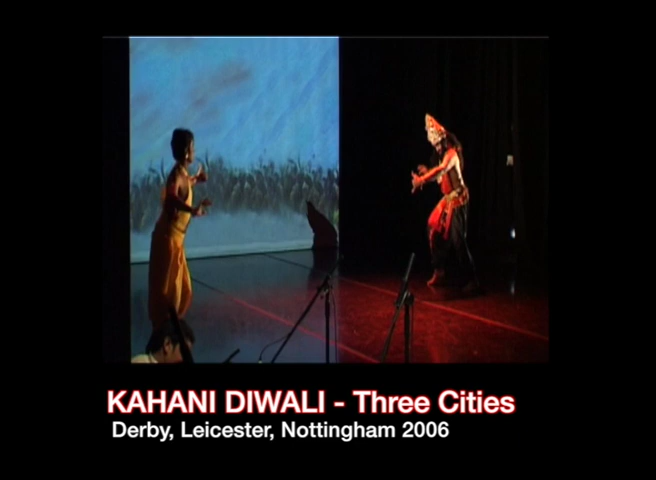 KAHANI DIWALI - Three Cities
Derby, Leicester, Nottingham 2006